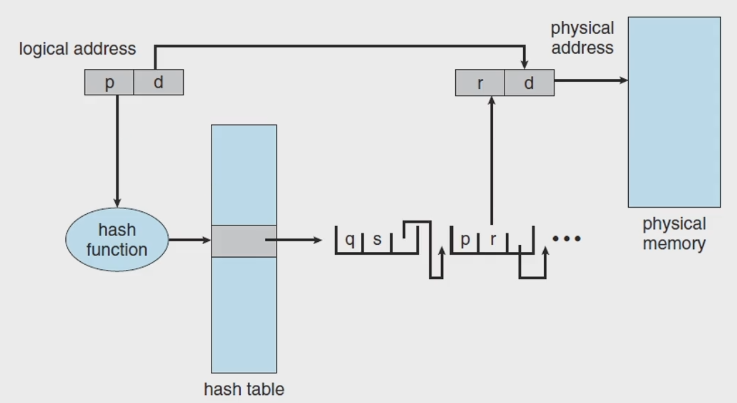 logical address
physical
address
p d
r d
hash
function
q s
p r
•••
physical
memory
hash table